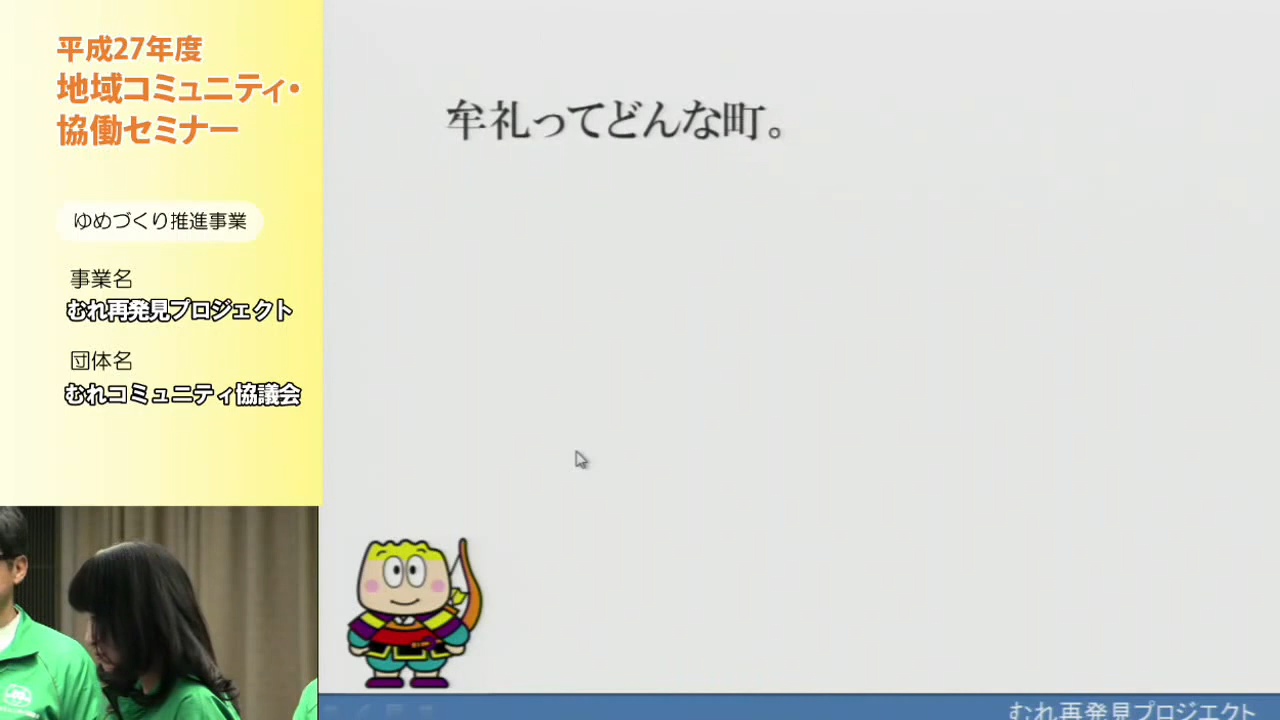 平成27年度
地域コミュニティ・
協働セミナー
ゆめづくり推進事業
事業名
むれ再発見プロジェクト
団体名
むれコミュニティ協議会
牟礼ってどんな町。
むれ再発見プロジェクト